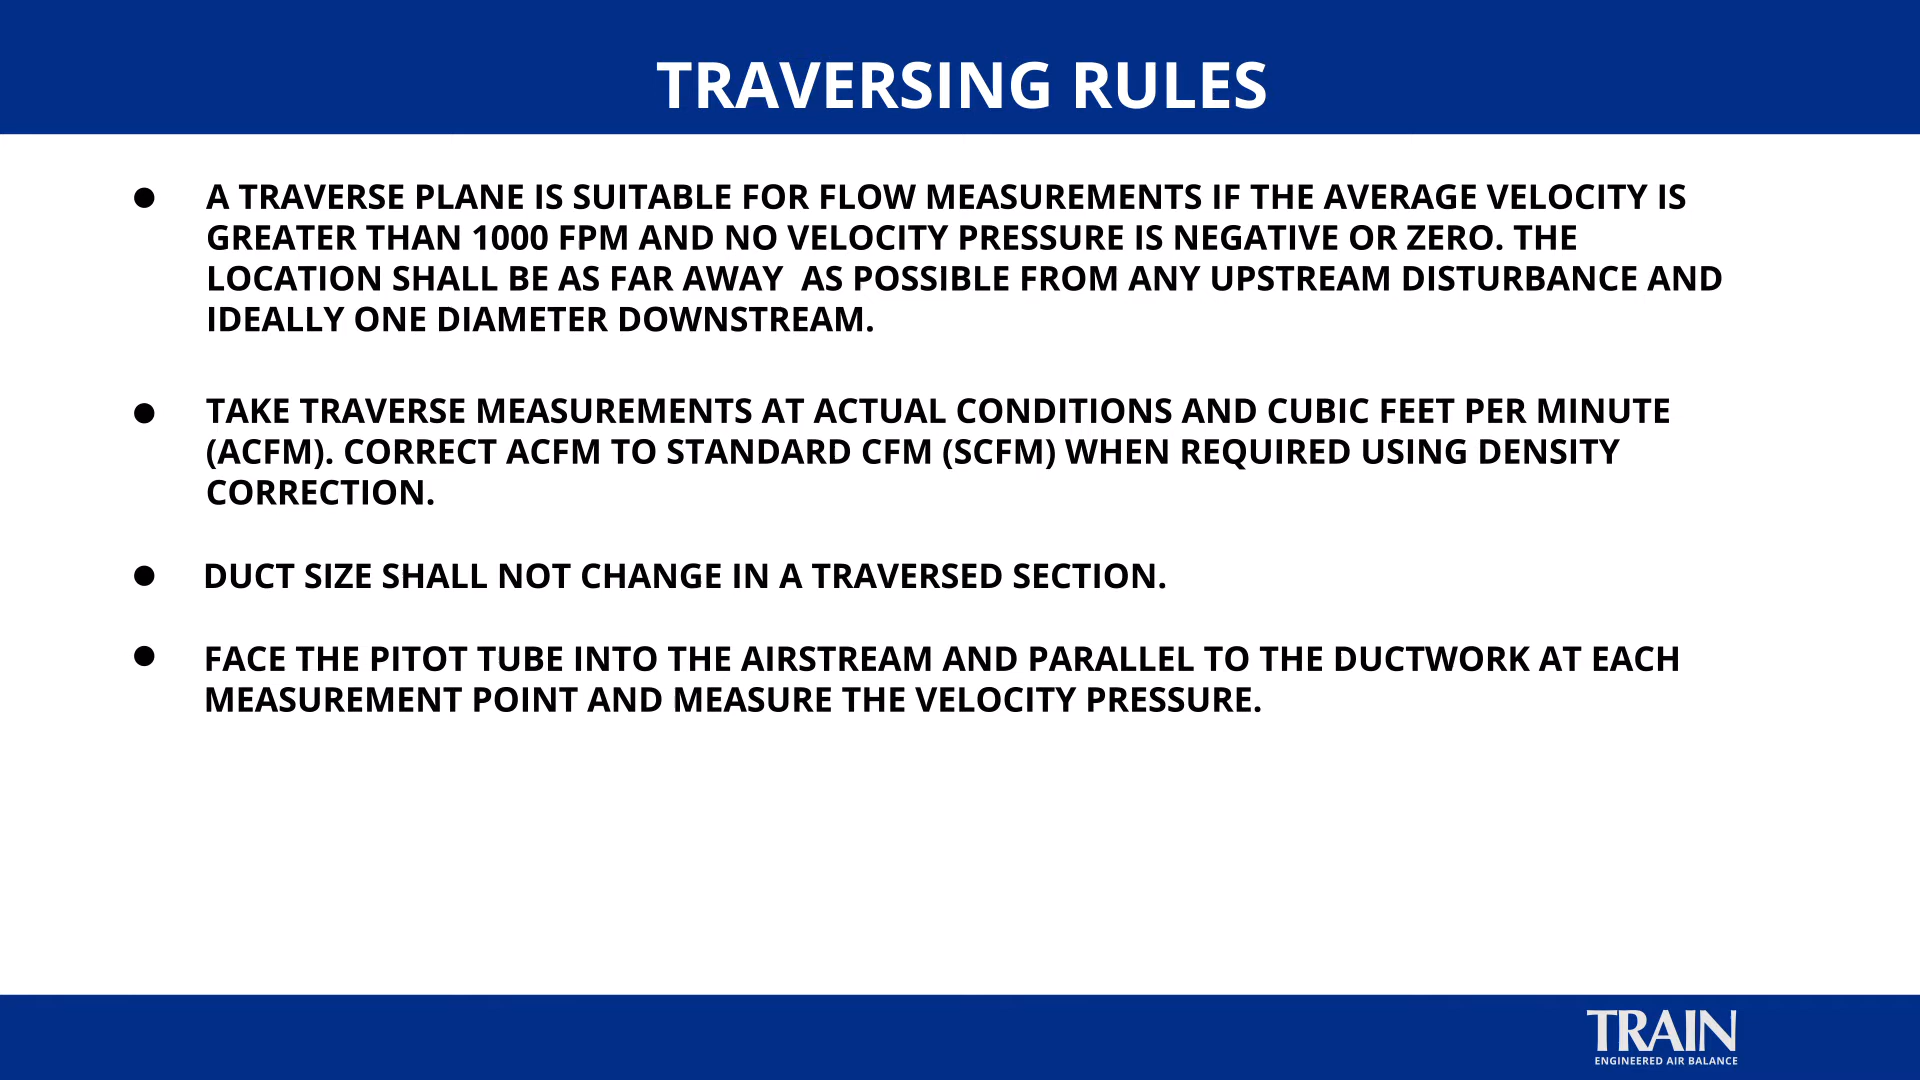 TRAVERSING RULES
● A TRAVERSE PLANE IS SUITABLE FOR FLOW MEASUREMENTS IF THE AVERAGE VELOCITY IS
GREATER THAN 1000 FPM AND NO VELOCITY PRESSURE IS NEGATIVE OR ZERO. THE
LOCATION SHALL BE AS FAR AWAY  AS POSSIBLE FROM ANY UPSTREAM DISTURBANCE AND
IDEALLY ONE DIAMETER DOWNSTREAM.
● TAKE TRAVERSE MEASUREMENTS AT ACTUAL CONDITIONS AND CUBIC FEET PER MINUTE
(ACFM). CORRECT ACFM TO STANDARD CFM (SCFM) WHEN REQUIRED USING DENSITY
CORRECTION.
● DUCT SIZE SHALL NOT CHANGE IN A TRAVERSED SECTION.
● FACE THE PITOT TUBE INTO THE AIRSTREAM AND PARALLEL TO THE DUCTWORK AT EACH
MEASUREMENT POINT AND MEASURE THE VELOCITY PRESSURE.
TRAIN
ENGINEERED AIR BALANCE